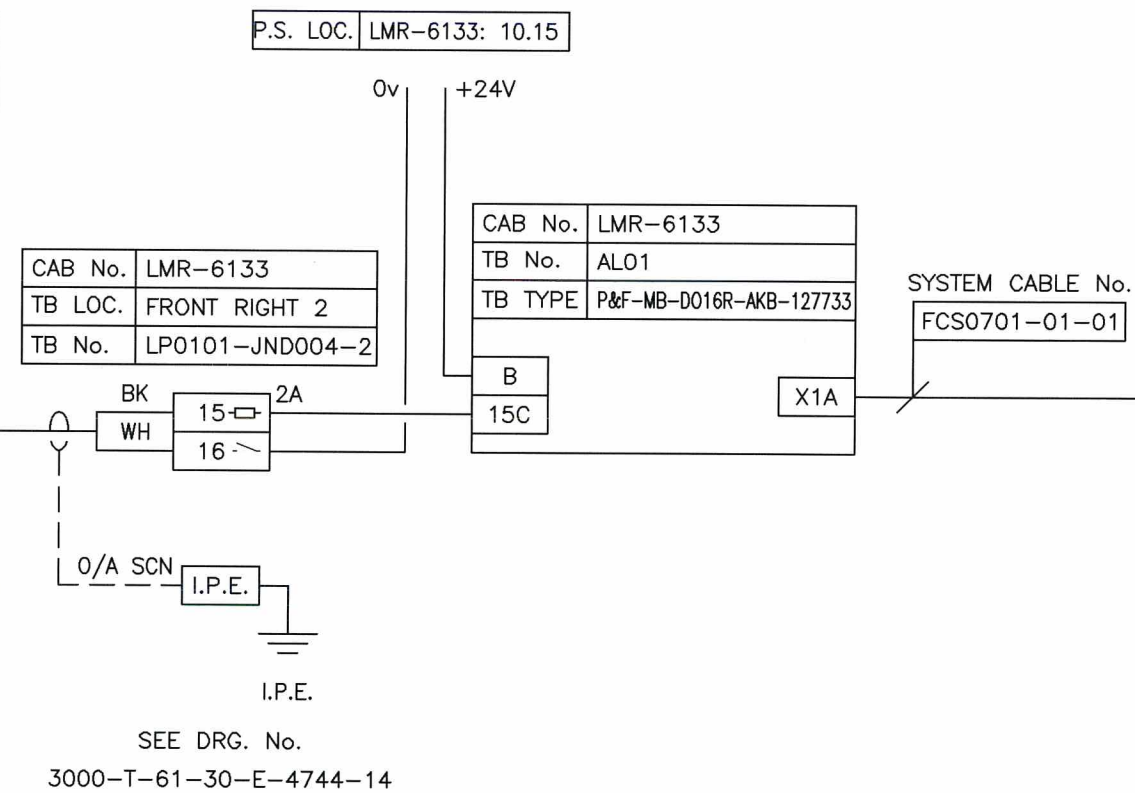 P.S. LOC. LMR-6133: 10.15
0v +24V
CAB No. LMR-6133
TB No. AL01
TB TYPE P&F-MB-D016R-AKB-127733
CAB No. LMR-6133
TB LOC. FRONT RIGHT 2
TB No. LP0101-JND004-2
SYSTEM CABLE No.
FCS0701-01-01
BK
WH
15
2A
16
B
15C
X1A
O/A SCN
I.P.E.
I.P.E.
SEE DRG. No.
3000-T-61-30-E-4744-14